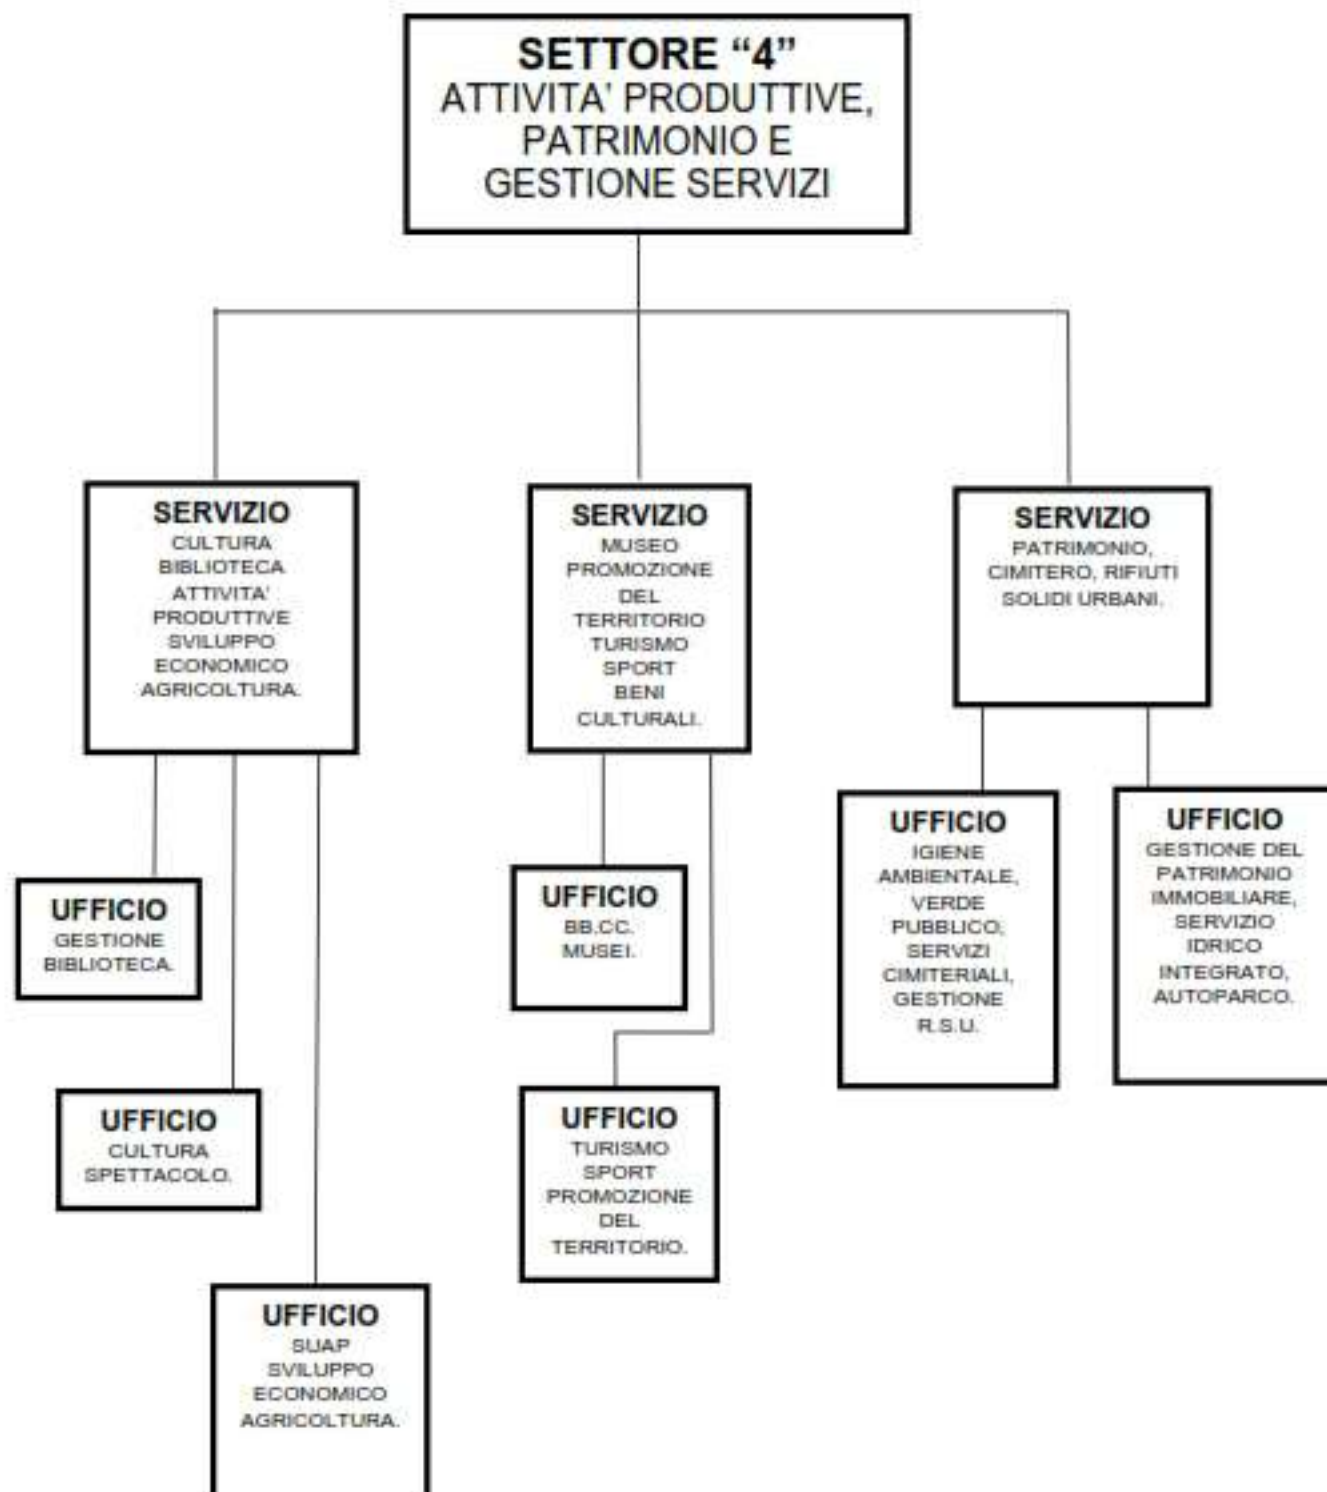 SETTORE “4”
ATTIVITA' PRODUTTIVE,
PATRIMONIO E
GESTIONE SERVIZI
SERVIZIO
CULTURA
BIBLIOTECA
ATTIVITA'
PRODUTTIVE
SVILUPPO
ECONOMICO
AGRICOLTURA.
SERVIZIO
MUSEO
PROMOZIONE
DEL
TERRITORIO
TURISMO
SPORT
BENI
CULTURALI.
SERVIZIO
PATRIMONIO,
CIMITERO, RIFIUTI
SOLIDI URBANI.
UFFICIO
GESTIONE
BIBLIOTECA.
UFFICIO
CULTURA
SPETTACOLO.
UFFICIO
SUAP
SVILUPPO
ECONOMICO
AGRICOLTURA.
UFFICIO
BB.CC.
MUSEI.
UFFICIO
TURISMO
SPORT
PROMOZIONE
DEL
TERRITORIO.
UFFICIO
IGIENE
AMBIENTALE,
VERDE
PUBBLICO,
SERVIZI
CIMITERIALI,
GESTIONE
R.S.U.
UFFICIO
GESTIONE DEL
PATRIMONIO
IMMOBILIARE,
SERVIZIO
IDRICO
INTEGRATO,
AUTOPARCO.